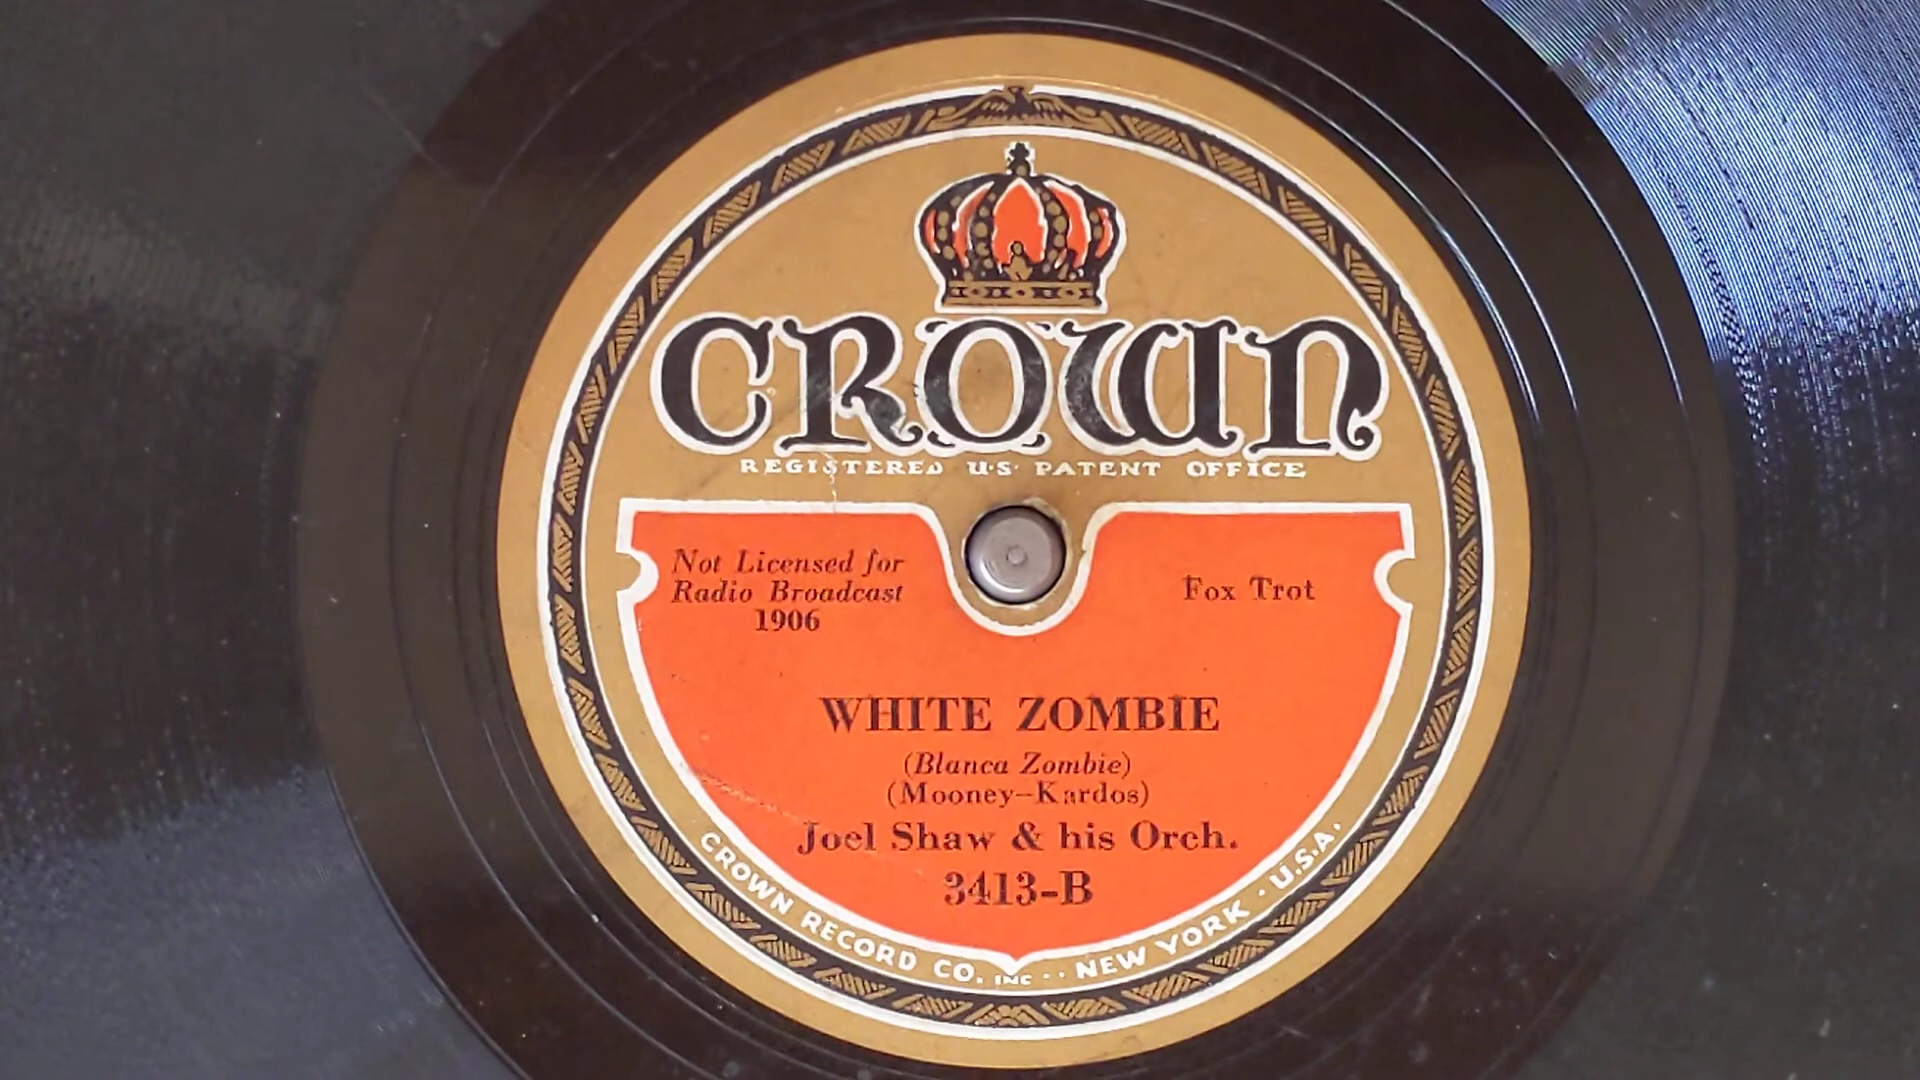 CROWN
REGISTERED U·S· PATENT OFFICE
Not Licensed for
Radio Broadcast
1906
Fox Trot
WHITE ZOMBIE
(Blanca Zombie)
(Mooney–Kardos)
Joel Shaw & his Orch.
3413-B
CROWN RECORD CO. INC ·· NEW YORK · U.S.A.